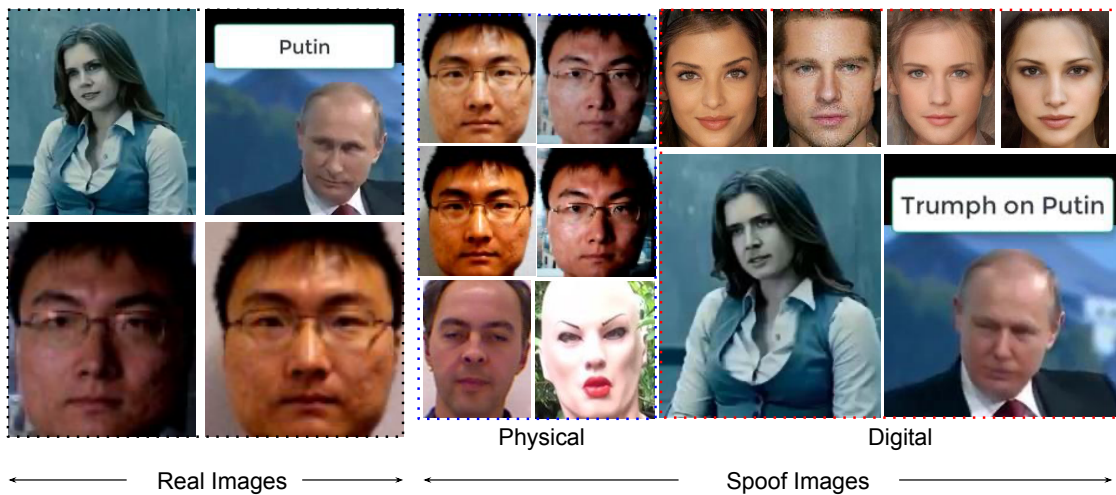 Putin
Trumph on Putin
Physical
Digital
Real Images
Spoof Images